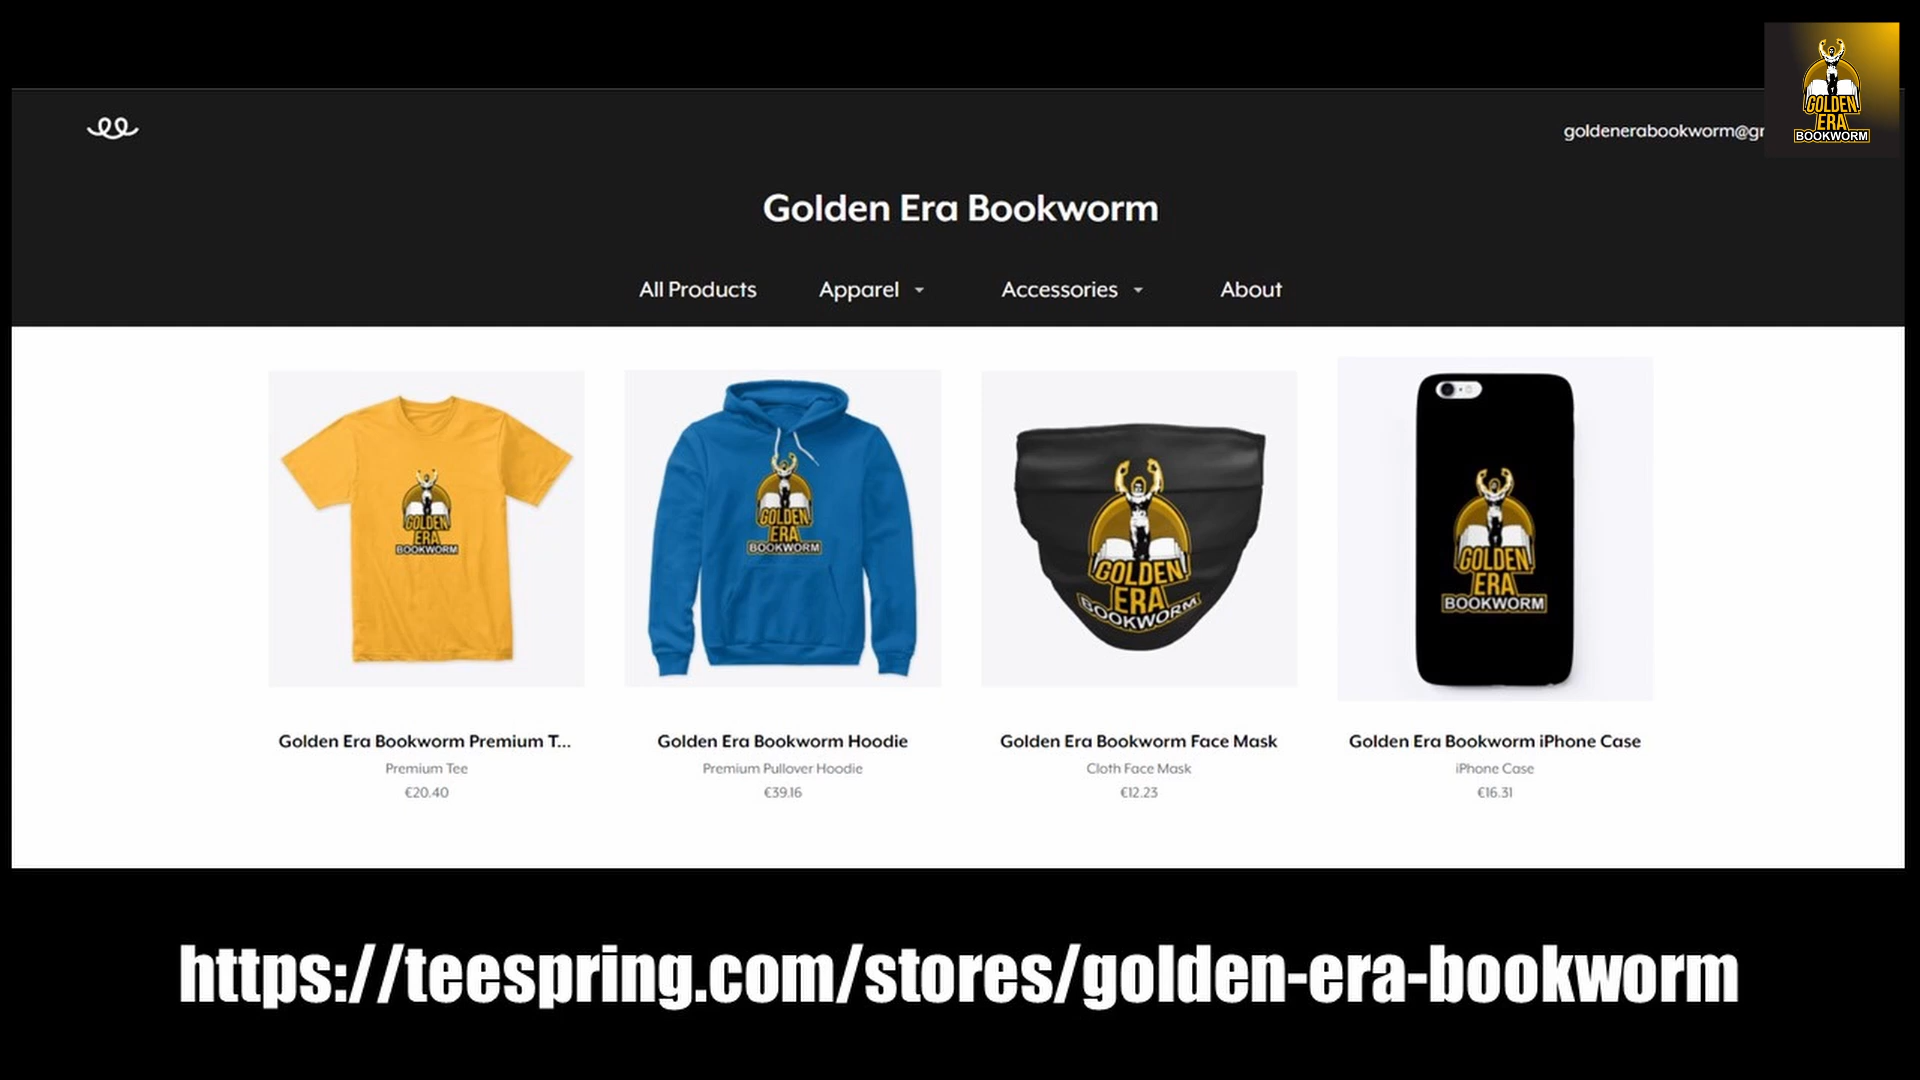 GOLDEN
ERA
BOOKWORM
goldenerabookworm@gr
Golden Era Bookworm
All Products Apparel Accessories About
GOLDEN
ERA
BOOKWORM
GOLDEN
ERA
BOOKWORM
GOLDEN
ERA
BOOKWORM
GOLDEN
ERA
BOOKWORM
Golden Era Bookworm Premium T...
Premium Tee
€20.40
Golden Era Bookworm Hoodie
Premium Pullover Hoodie
€39.16
Golden Era Bookworm Face Mask
Cloth Face Mask
€12.23
Golden Era Bookworm iPhone Case
iPhone Case
€16.31
https://teespring.com/stores/golden-era-bookworm